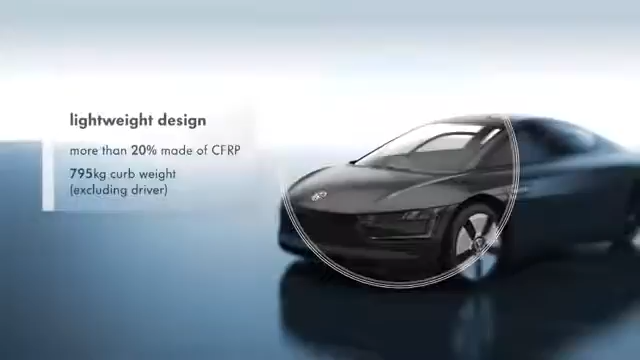 lightweight design
more than 20% made of CFRP
795kg curb weight
(excluding driver)